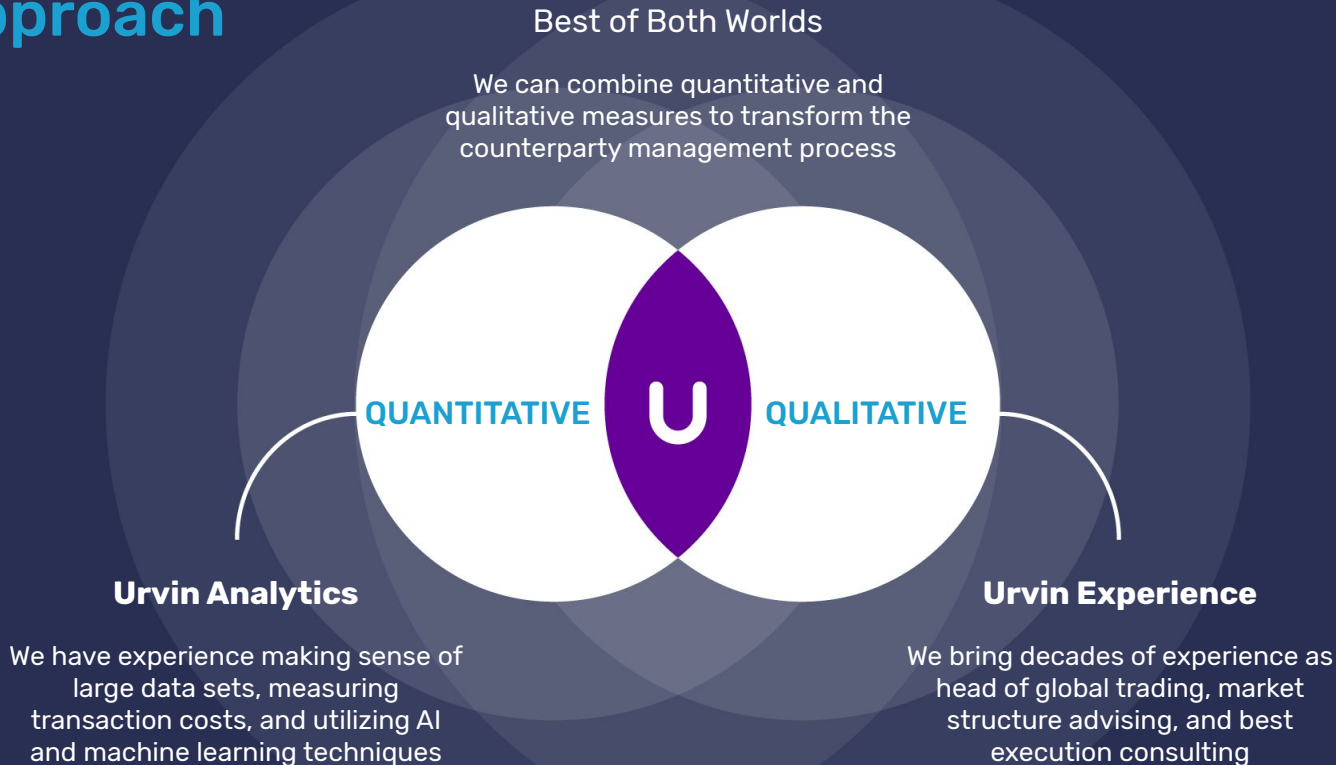 pproach
Best of Both Worlds
We can combine quantitative and
qualitative measures to transform the
counterparty management process
QUANTITATIVE
U
QUALITATIVE
Urvin Analytics
We have experience making sense of
large data sets, measuring
transaction costs, and utilizing AI
and machine learning techniques
Urvin Experience
We bring decades of experience as
head of global trading, market
structure advising, and best
execution consulting